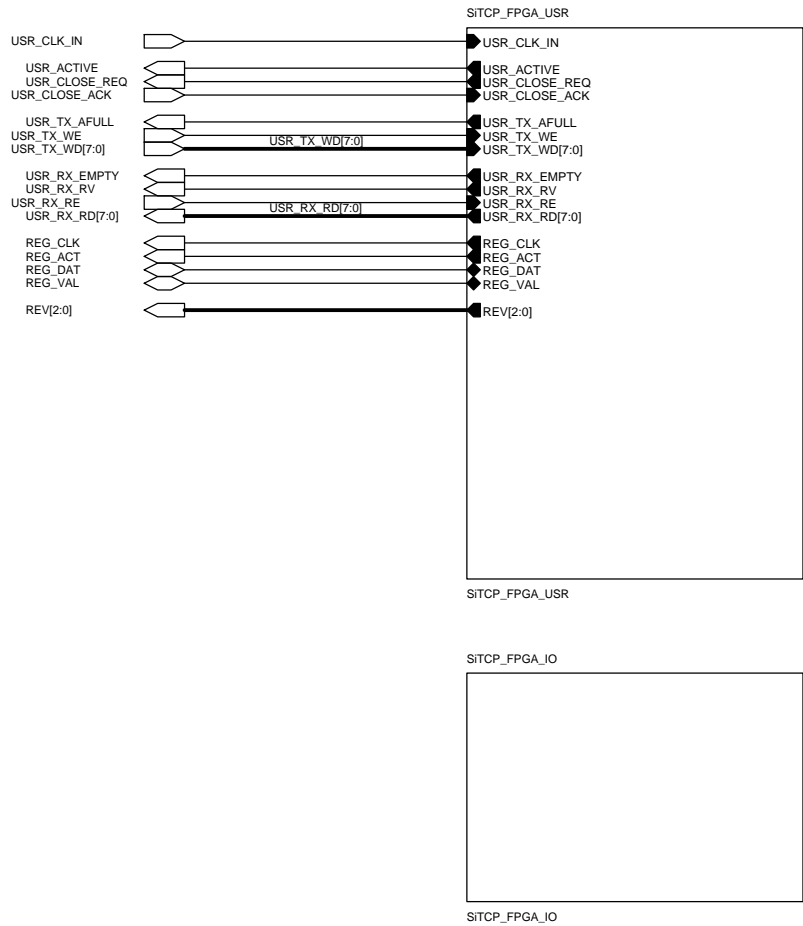 SiTCP_FPGA_USR
USR_CLK_IN USR_CLK_IN
USR_ACTIVE USR_ACTIVE
USR_CLOSE_REQ USR_CLOSE_REQ
USR_CLOSE_ACK USR_CLOSE_ACK
USR_TX_AFULL USR_TX_AFULL
USR_TX_WE USR_TX_WE
USR_TX_WD[7:0] USR_TX_WD[7:0] USR_TX_WD[7:0]
USR_RX_EMPTY USR_RX_EMPTY
USR_RX_RV USR_RX_RV
USR_RX_RE USR_RX_RE
USR_RX_RD[7:0] USR_RX_RD[7:0] USR_RX_RD[7:0]
REG_CLK REG_CLK
REG_ACT REG_ACT
REG_DAT REG_DAT
REG_VAL REG_VAL
REV[2:0] REV[2:0]
SiTCP_FPGA_USR
SiTCP_FPGA_IO
SiTCP_FPGA_IO